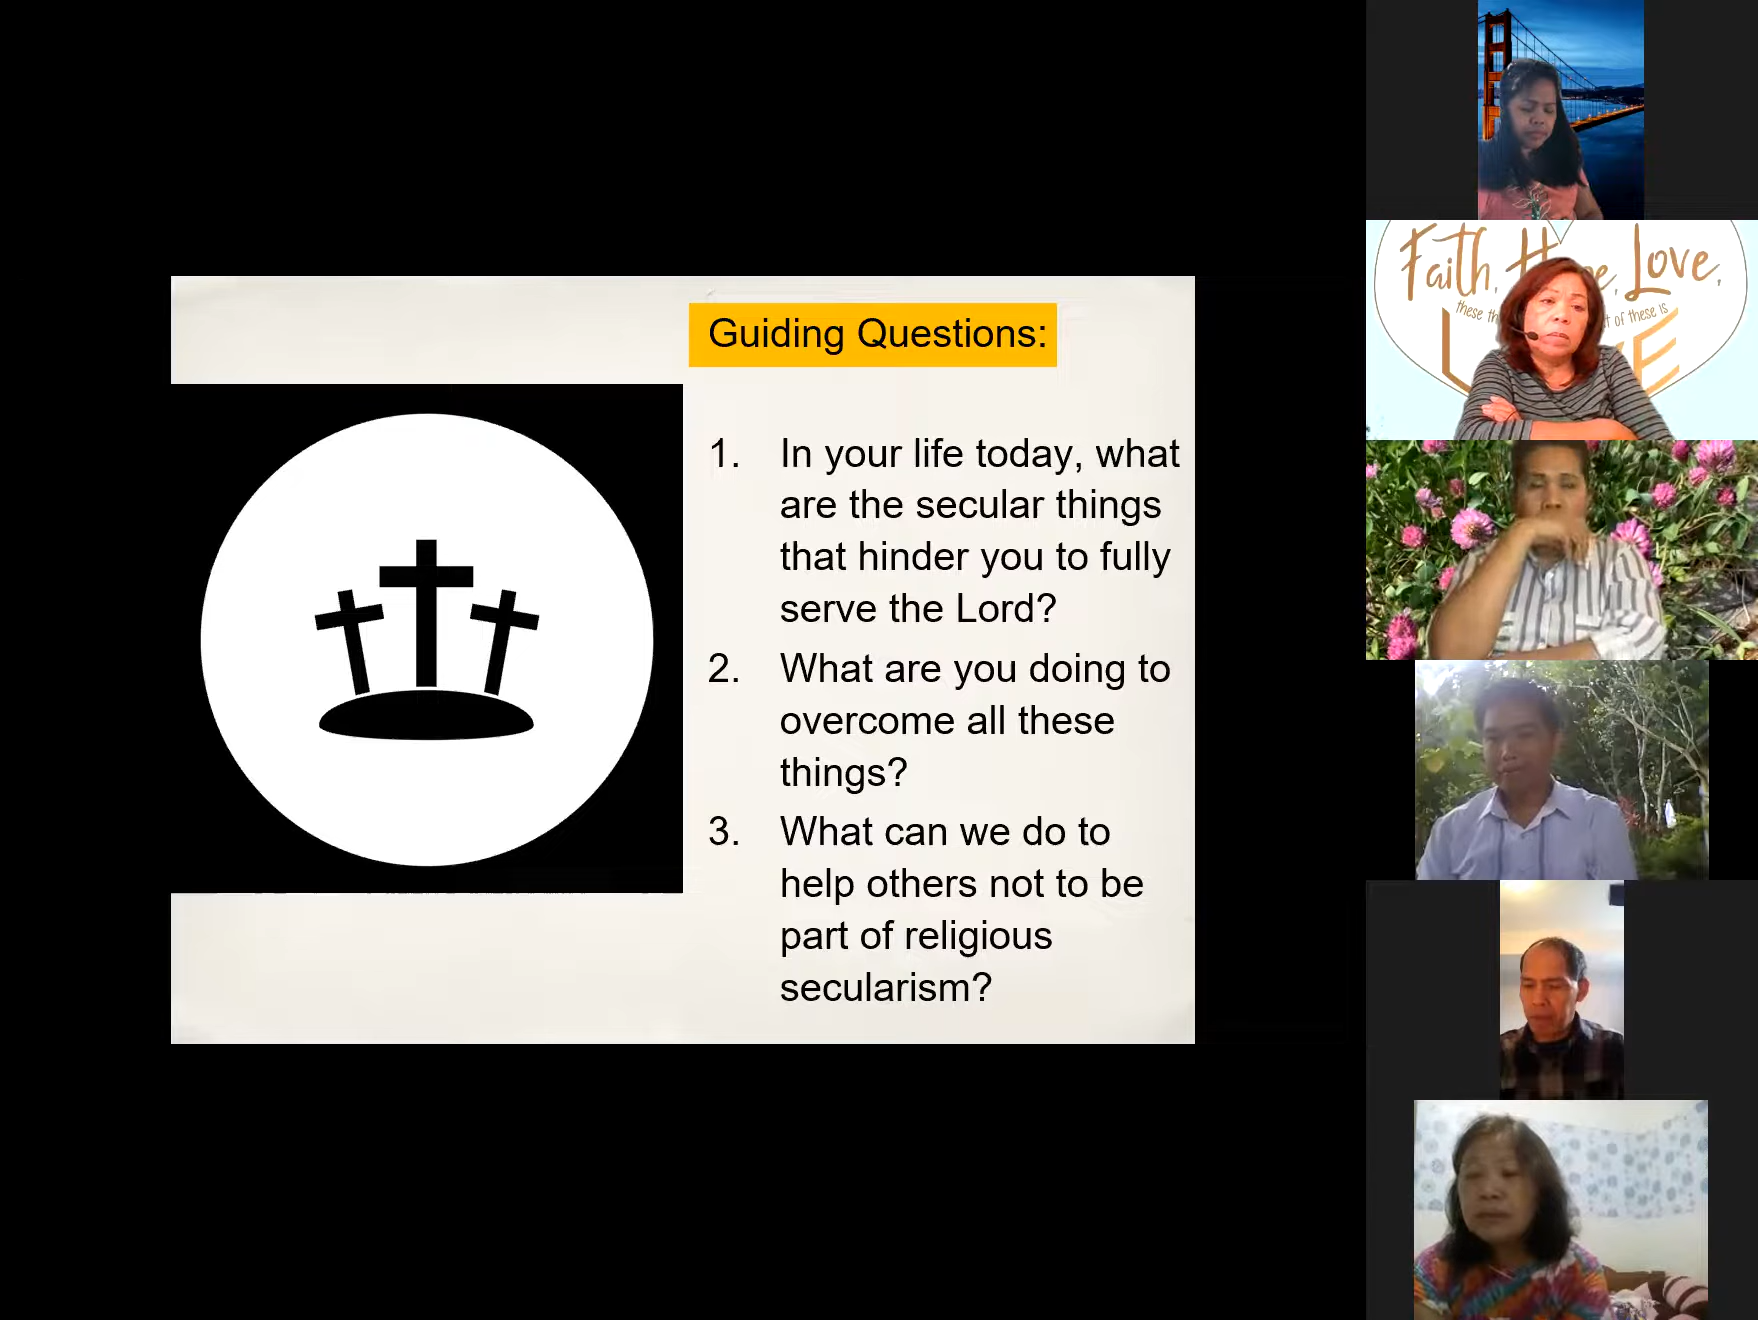 Guiding Questions:
1. In your life today, what
are the secular things
that hinder you to fully
serve the Lord?
2. What are you doing to
overcome all these
things?
3. What can we do to
help others not to be
part of religious
secularism?
Faith, Love,
these of these is